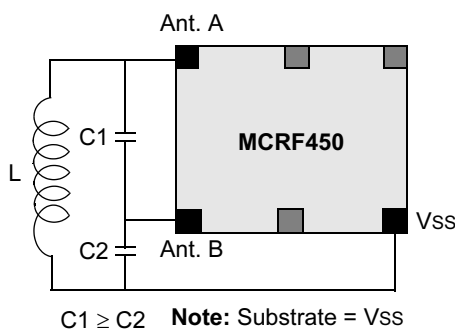 Ant. A
MCRF450
C1
L
VSS
C2
Ant. B
C1 ≥ C2 Note: Substrate = VSS